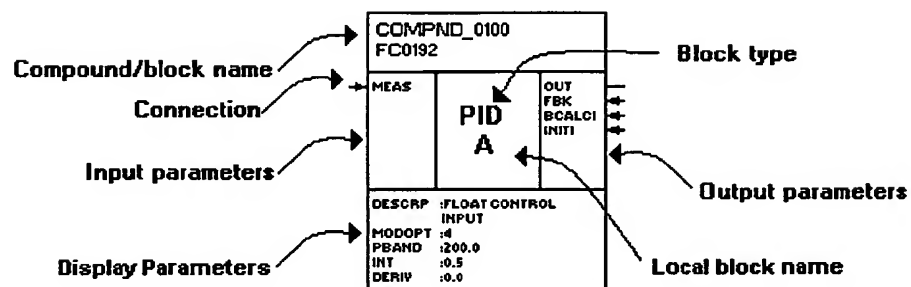 COMPND_0100
FC0192
Block type
Compound/block name
Connection
MEAS
PID
A
OUT
FBK
BCALCI
INITI
Input parameters
Output parameters
DESCRP :FLOAT CONTROL
INPUT
MODOPT :4
PBAND :200.0
INT :0.5
DERIV :0.0
Display Parameters
Local block name